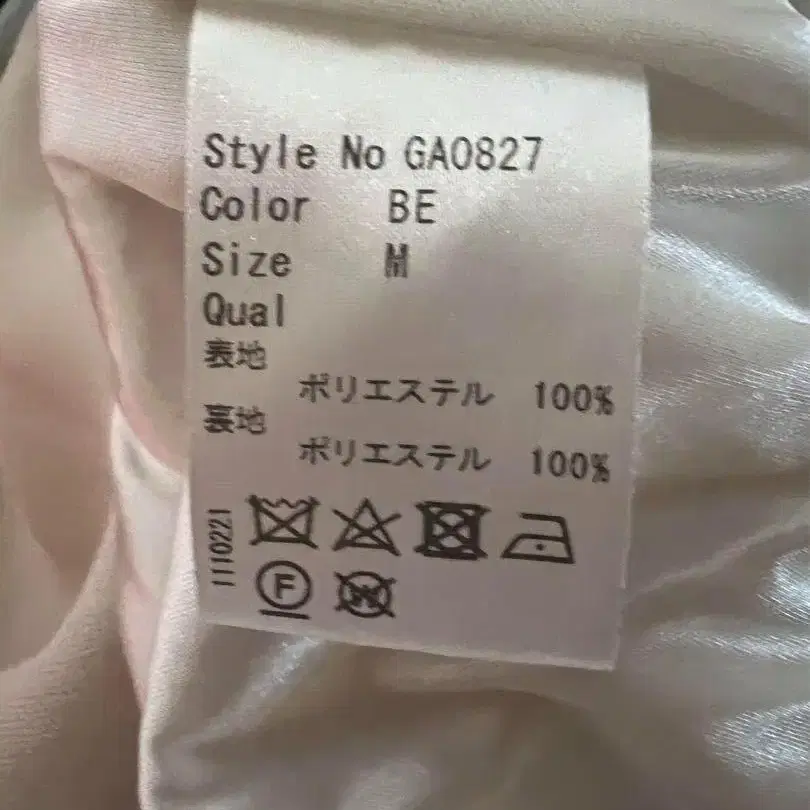 Style No GA0827
Color BE
Size M
Qual
表地
ポリエステル 100%
裏地
ポリエステル 100%
1110221
F
W